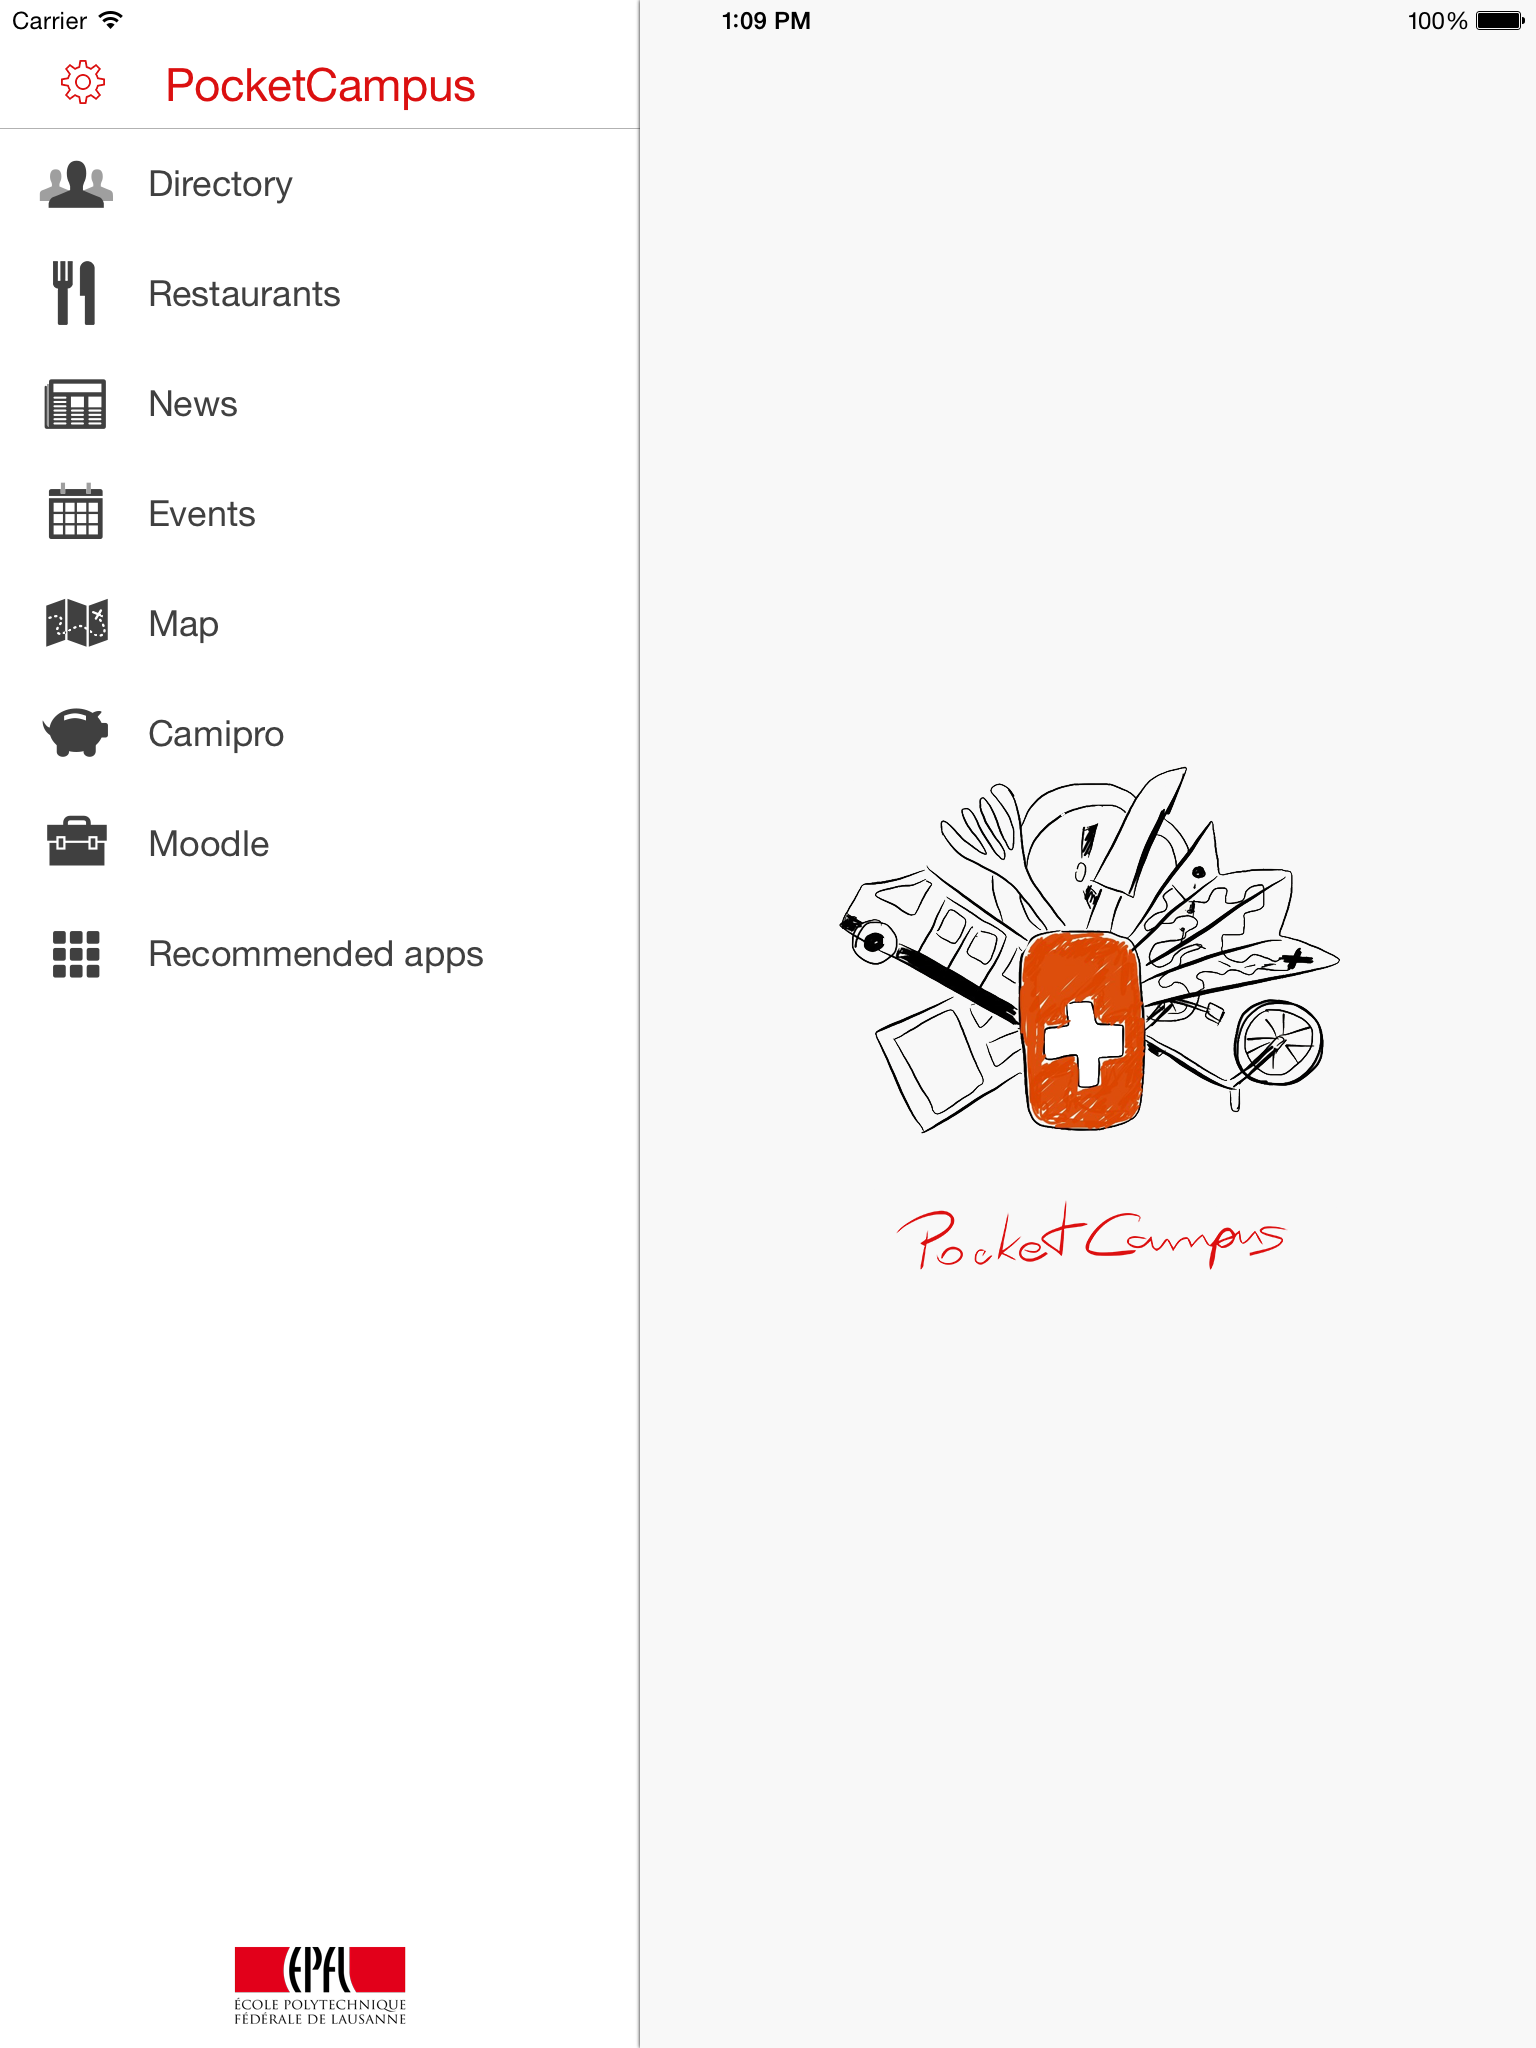 Carrier 1:09 PM 100%
PocketCampus
Directory
Restaurants
News
Events
Map
Camipro
Moodle
Recommended apps
PocketCampus
EPFL
ÉCOLE POLYTECHNIQUE
FÉDÉRALE DE LAUSANNE